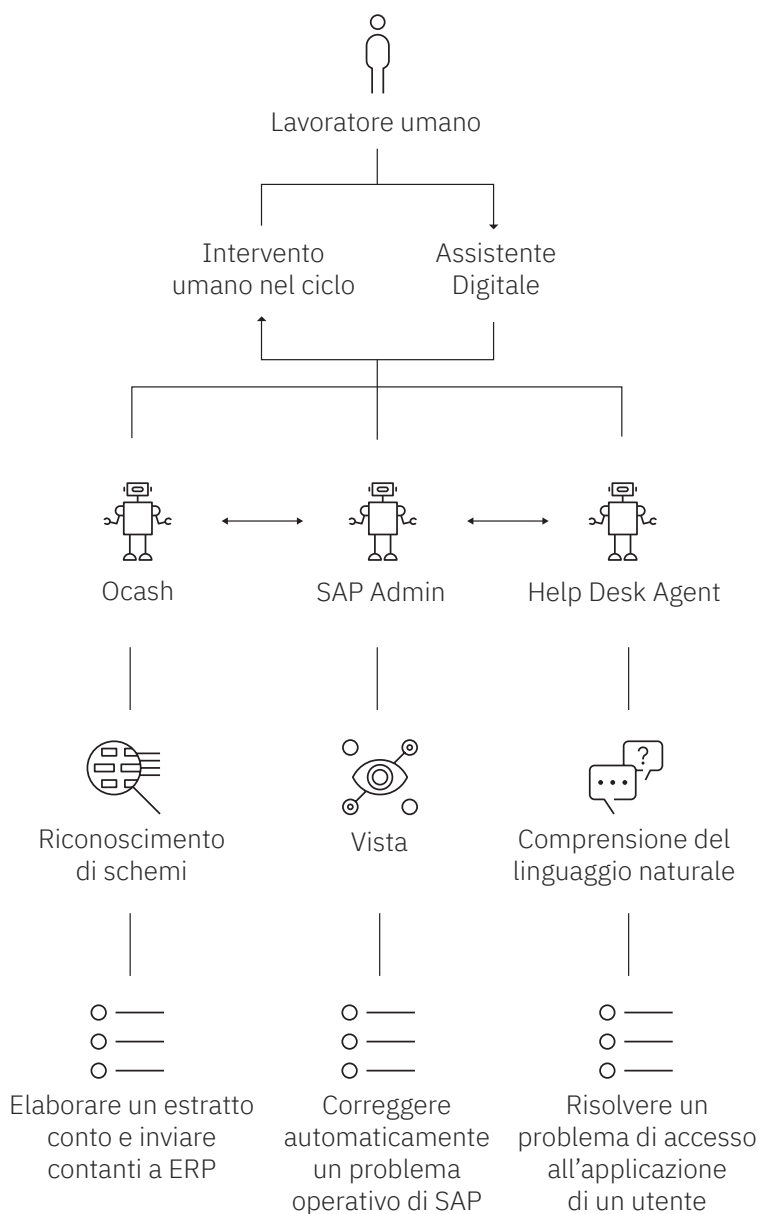 Lavoratore umano
Intervento
umano nel ciclo
Assistente
Digitale
Ocash
SAP Admin
Help Desk Agent
?
Riconoscimento
di schemi
Vista
Comprensione del
linguaggio naturale
Elaborare un estratto
conto e inviare
contanti a ERP
Correggere
automaticamente
un problema
operativo di SAP
Risolvere un
problema di accesso
all’applicazione
di un utente